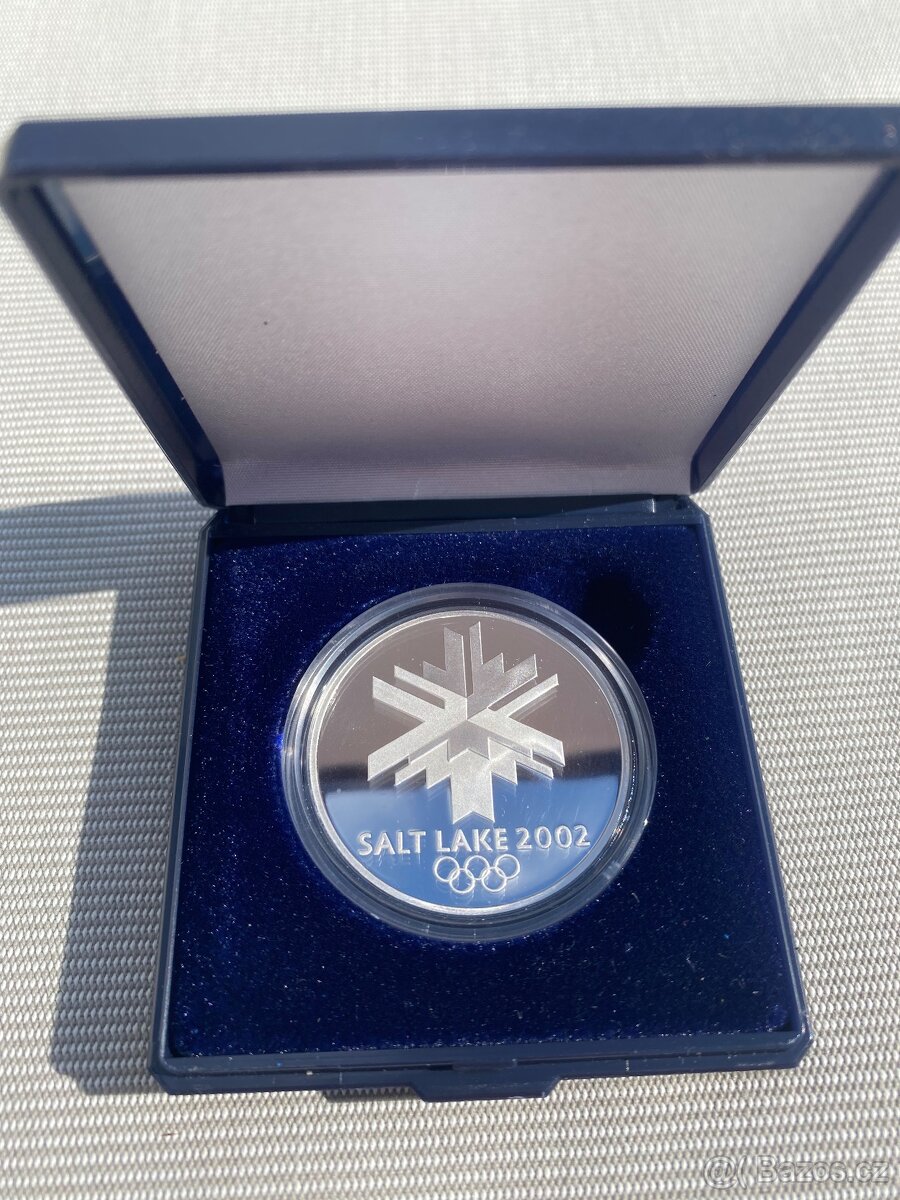 SALT LAKE 2002
@( Bazos.cz